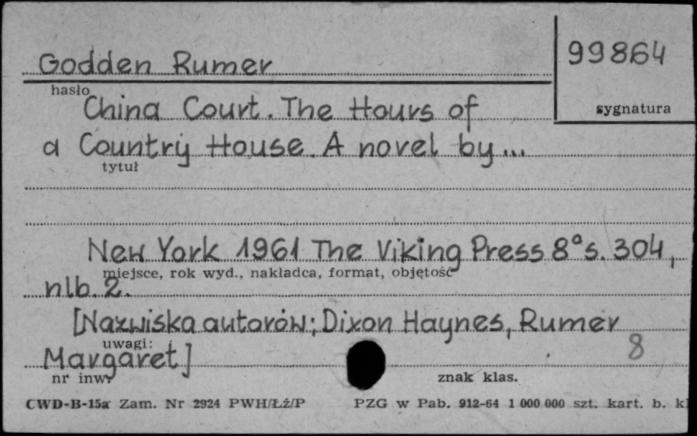 Godden Rumer
99864
hasło
sygnatura
China Court. The Hours of
a Country House. A novel by...
tytuł
New York 1961 The Viking Press 8°s. 304,
miejsce, rok wyd., nakładca, format, objętość
nlb. 2.
[Nazwiska autorów: Dixon Haynes, Rumer
uwagi:
Margaret]
8
nr inw.
znak klas.
CWD-B-15a Zam. Nr 2924 PWH/Łź/P PZG w Pab. 912-64 1 000 000 szt. kart. b. kl